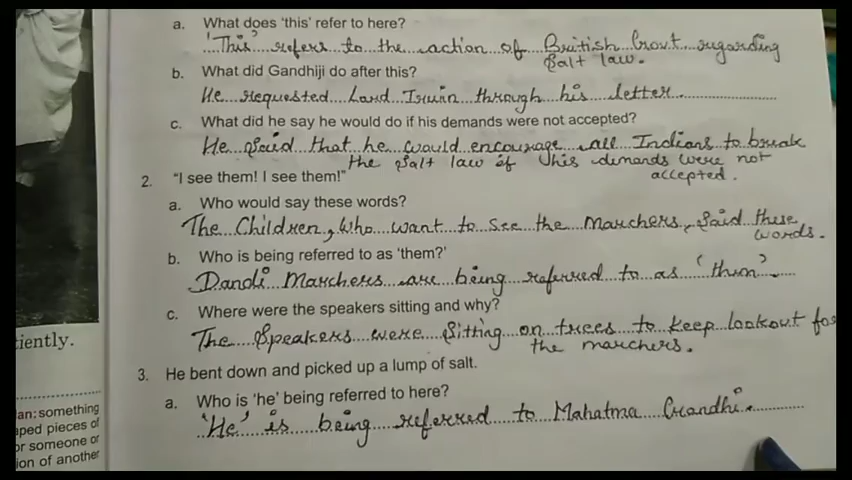 a. What does 'this' refer to here?
'This' refers to the action of British Govt regarding
Salt law.
b. What did Gandhiji do after this?
He requested Lord Irwin through his letter.
c. What did he say he would do if his demands were not accepted?
He said that he would encourage all Indians to break
the salt law if his demands were not
accepted.
2. "I see them! I see them!"
a. Who would say these words?
The Children, Who want to see the Marchers, said these
words.
b. Who is being referred to as 'them?'
Dandi Marchers are being referred to as 'them'
c. Where were the speakers sitting and why?
The Speakers were sitting on trees to keep lookout for
the marchers.
iently.
3. He bent down and picked up a lump of salt.
a. Who is 'he' being referred to here?
'He' is being referred to Mahatma Gandhi.
an: something
aped pieces of
or someone or
ion of another